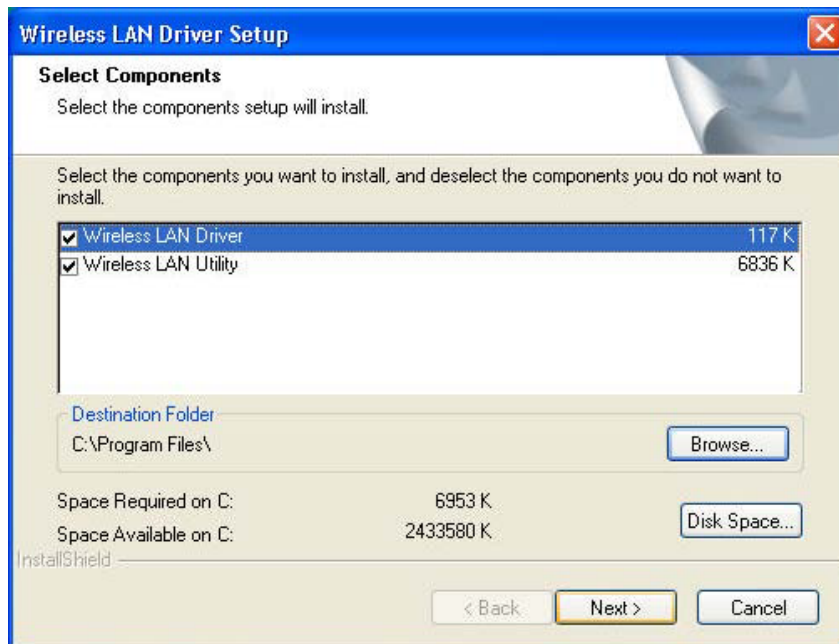 Wireless LAN Driver Setup
Select Components
Select the components setup will install.
Select the components you want to install, and deselect the components you do not want to
install.
Wireless LAN Driver 117 K
Wireless LAN Utility 6836 K
Destination Folder
C:\Program Files\
Browse...
Space Required on C: 6953 K
Space Available on C: 2433580 K
Disk Space...
InstallShield
< Back Next > Cancel